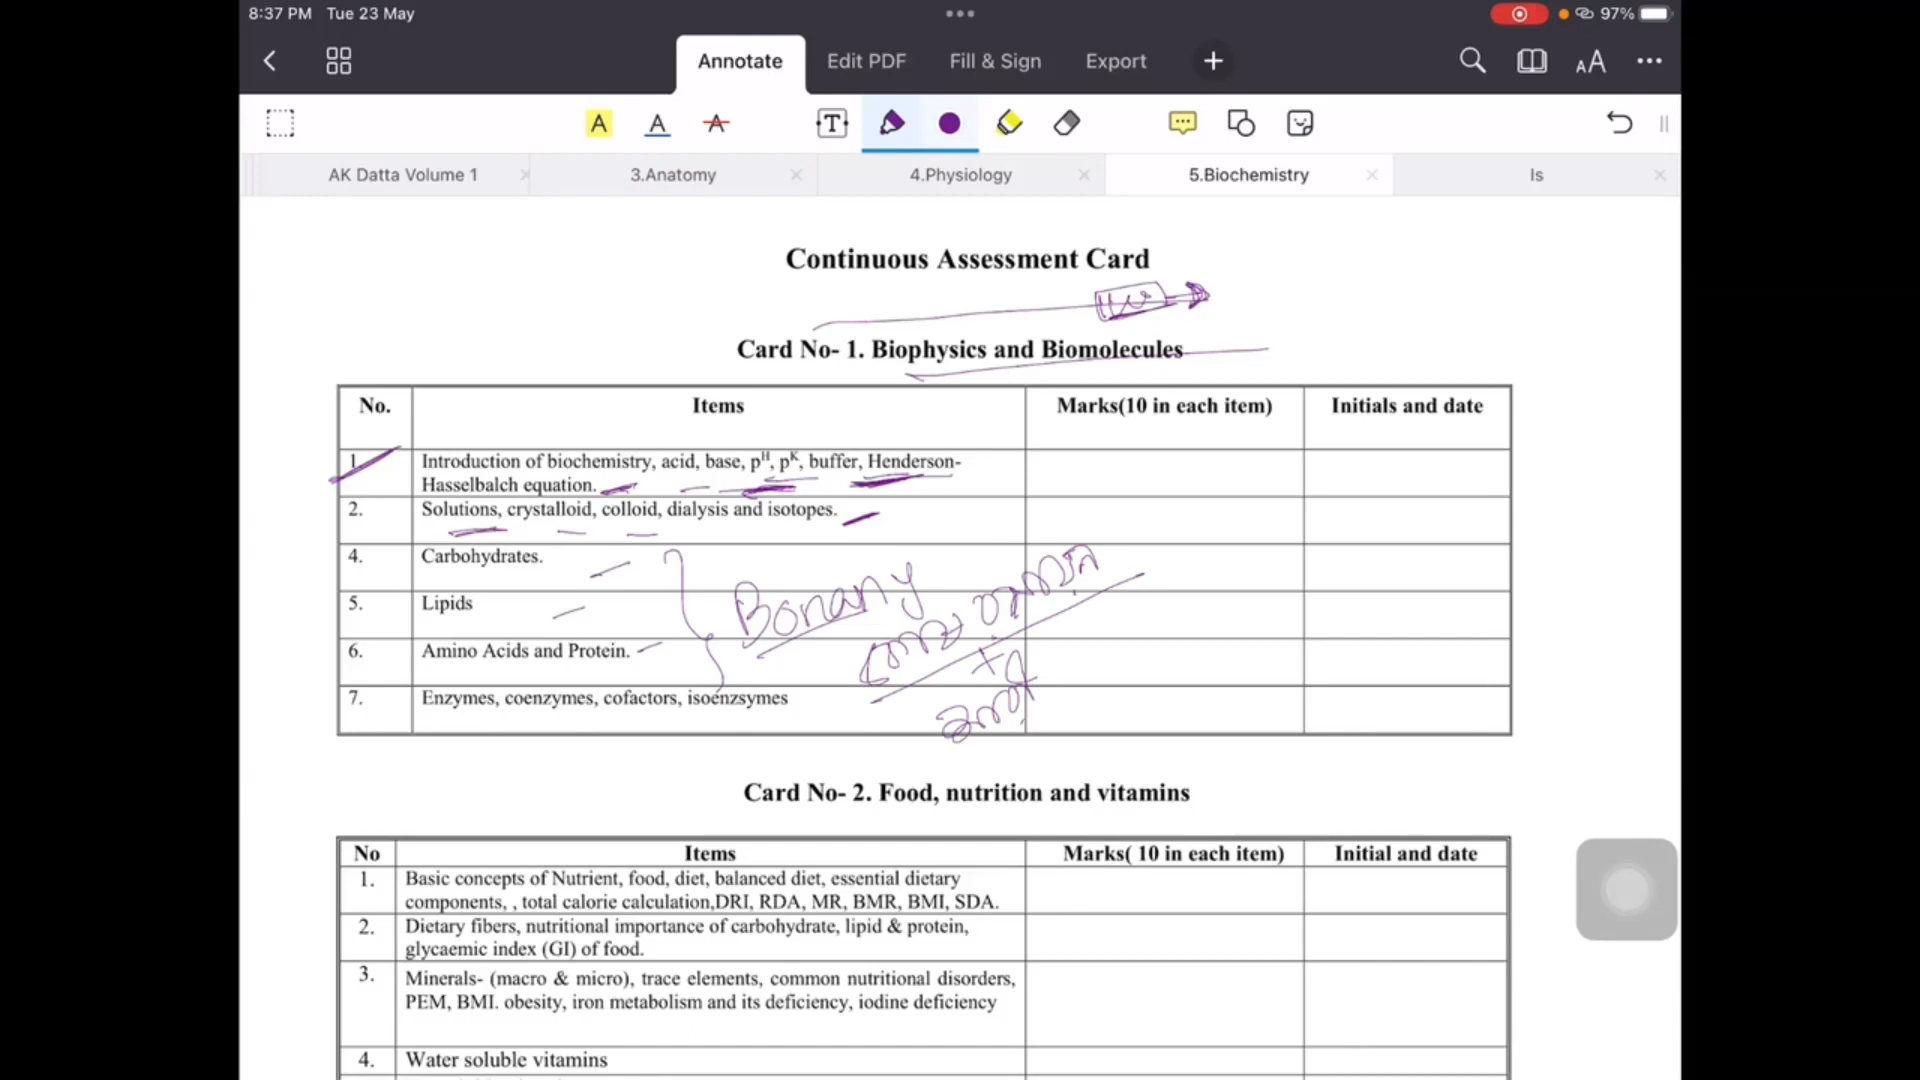 8:37 PM Tue 23 May
97%
Annotate Edit PDF Fill & Sign Export
AK Datta Volume 1 3.Anatomy 4.Physiology 5.Biochemistry Is
Continuous Assessment Card
Card No- 1. Biophysics and Biomolecules
No. Items Marks(10 in each item) Initials and date
1. Introduction of biochemistry, acid, base, pH, pK, buffer, Henderson-
Hasselbalch equation.
2. Solutions, crystalloid, colloid, dialysis and isotopes.
4. Carbohydrates.
5. Lipids
Bonany
6. Amino Acids and Protein.
7. Enzymes, coenzymes, cofactors, isoenzsymes
Card No- 2. Food, nutrition and vitamins
No Items Marks( 10 in each item) Initial and date
1. Basic concepts of Nutrient, food, diet, balanced diet, essential dietary
components, , total calorie calculation,DRI, RDA, MR, BMR, BMI, SDA.
2. Dietary fibers, nutritional importance of carbohydrate, lipid & protein,
glycaemic index (GI) of food.
3. Minerals- (macro & micro), trace elements, common nutritional disorders,
PEM, BMI. obesity, iron metabolism and its deficiency, iodine deficiency
4. Water soluble vitamins